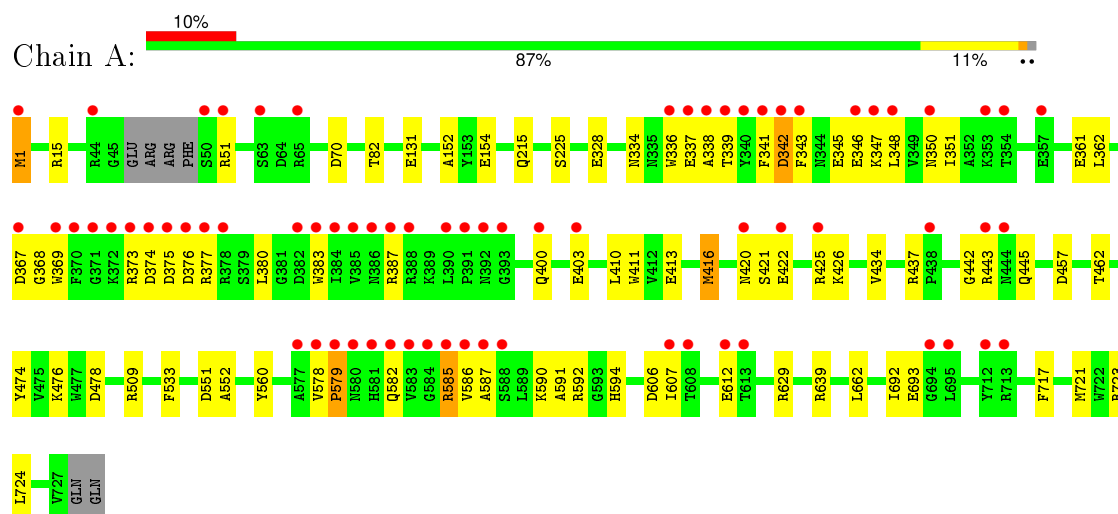 10%
Chain A:
87%
11%
M1 R15 R44 G45 GLU ARG ARG PHE S50 R51 S63 D64 R65 D70 T82 E131 A152 Y153 E154 Q215 S225 E328 N334 N335 W336 E337 A338 T339 Y340 F341 D342 F343 N344 E345 E346 K347 L348 V349 N350 I351 A352 K353 T354 E357 E361 L362
D367 G368 W369 F370 G371 K372 R373 D374 D375 D376 R377 R378 S379 L380 G381 D382 W383 I384 V385 N386 R387 R388 K389 L390 P391 N392 G393 Q400 E403 L410 W411 V412 E413 M416 N420 S421 E422 R425 K426 V434 R437 P438 G442 R443 N444 Q445 D457 T462
Y474 V475 K476 W477 D478 R509 F533 D551 A552 Y560 A577 V578 P579 N580 H581 Q582 V583 G584 R585 V586 A587 S588 L589 K590 A591 R592 G593 H594 D606 I607 T608 E612 T613 R629 R639 L662 I692 E693 G694 L695 Y712 R713 F717 M721 W722
L724 V727 GLN GLN